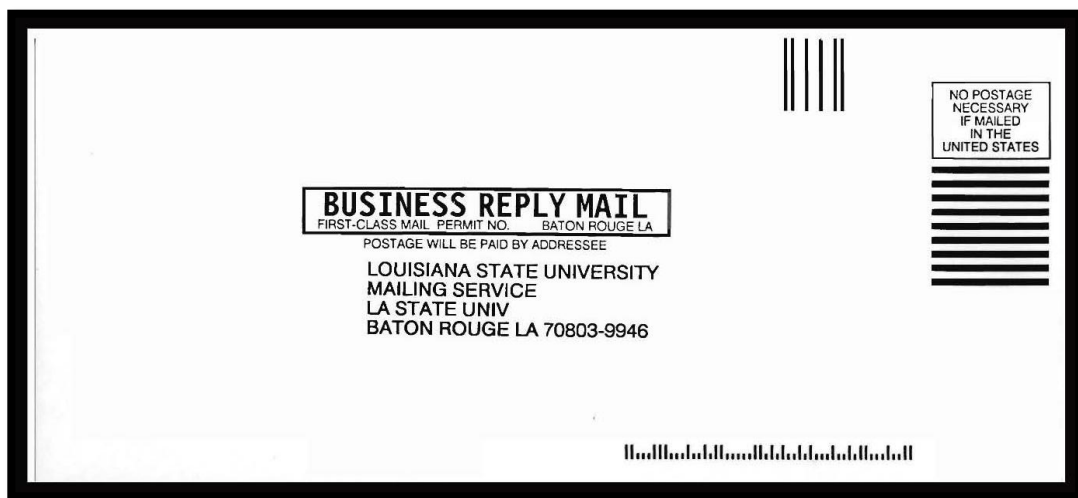 NO POSTAGE
NECESSARY
IF MAILED
IN THE
UNITED STATES
BUSINESS REPLY MAIL
FIRST-CLASS MAIL PERMIT NO. BATON ROUGE LA
POSTAGE WILL BE PAID BY ADDRESSEE
LOUISIANA STATE UNIVERSITY
MAILING SERVICE
LA STATE UNIV
BATON ROUGE LA 70803-9946